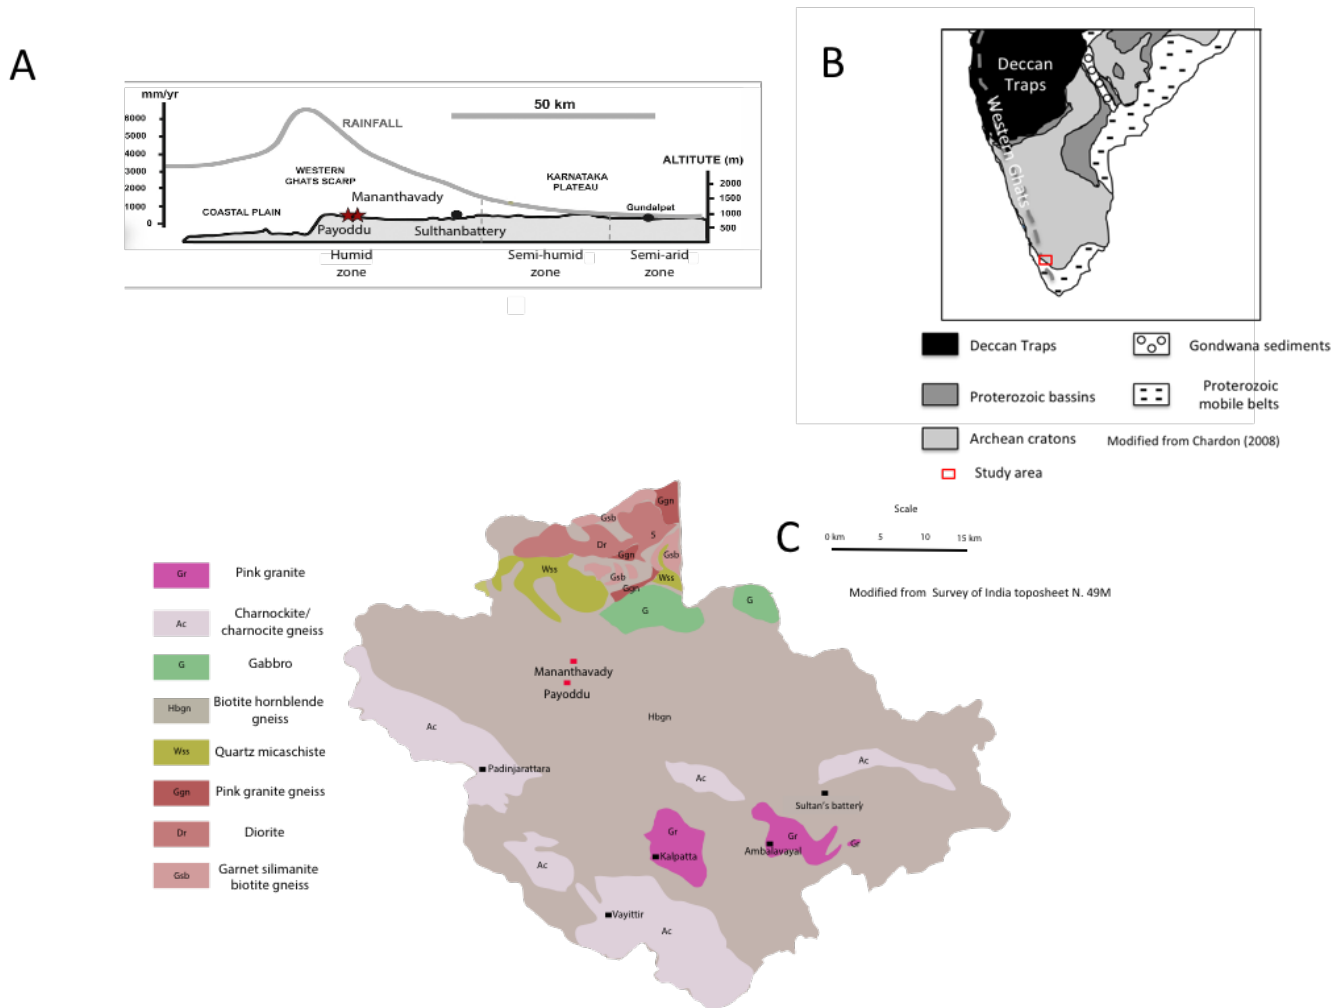 A
mm/yr
6000
5000
4000
3000
2000
1000
0
RAINFALL
50 km
WESTERN
GHATS SCARP
Mananthavady
COASTAL PLAIN
Payoddu
Sulthanbattery
KARNATAKA
PLATEAU
Gundalpat
ALTITUTE (m)
2000
1500
1000
500
Humid
zone
Semi-humid
zone
Semi-arid
zone
B
Deccan
Traps
Western Ghats
Deccan Traps
Gondwana sediments
Proterozoic bassins
Proterozoic
mobile belts
Archean cratons
Modified from Chardon (2008)
Study area
C
Scale
0 km 5 10 15 km
Modified from Survey of India toposheet N. 49M
Gr Pink granite
Ac Charnockite/
charnocite gneiss
G Gabbro
Hbgn Biotite hornblende
gneiss
Wss Quartz micaschiste
Ggn Pink granite gneiss
Dr Diorite
Gsb Garnet silimanite
biotite gneiss
Ggn
Gsb
5
Dr
Ggn
Gsb
Wss
Gsb
Wss
Ggn
G
G
Mananthavady
Payoddu
Hbgn
Ac
Padinjarattara
Ac
Ac
Sultan's battery
Gr
Gr
Gr
Ambalavayal
Kalpatta
Ac
Vayittir
Ac